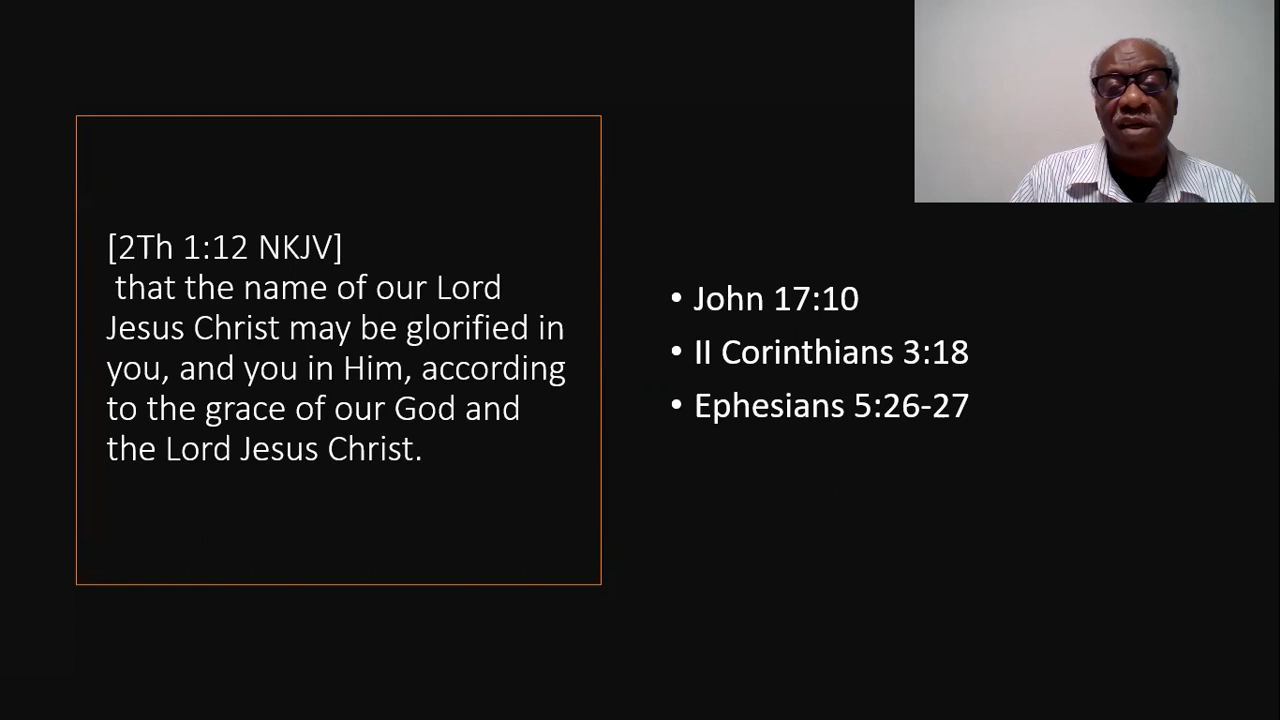 [2Th 1:12 NKJV]
that the name of our Lord
Jesus Christ may be glorified in
you, and you in Him, according
to the grace of our God and
the Lord Jesus Christ.
• John 17:10
• II Corinthians 3:18
• Ephesians 5:26-27